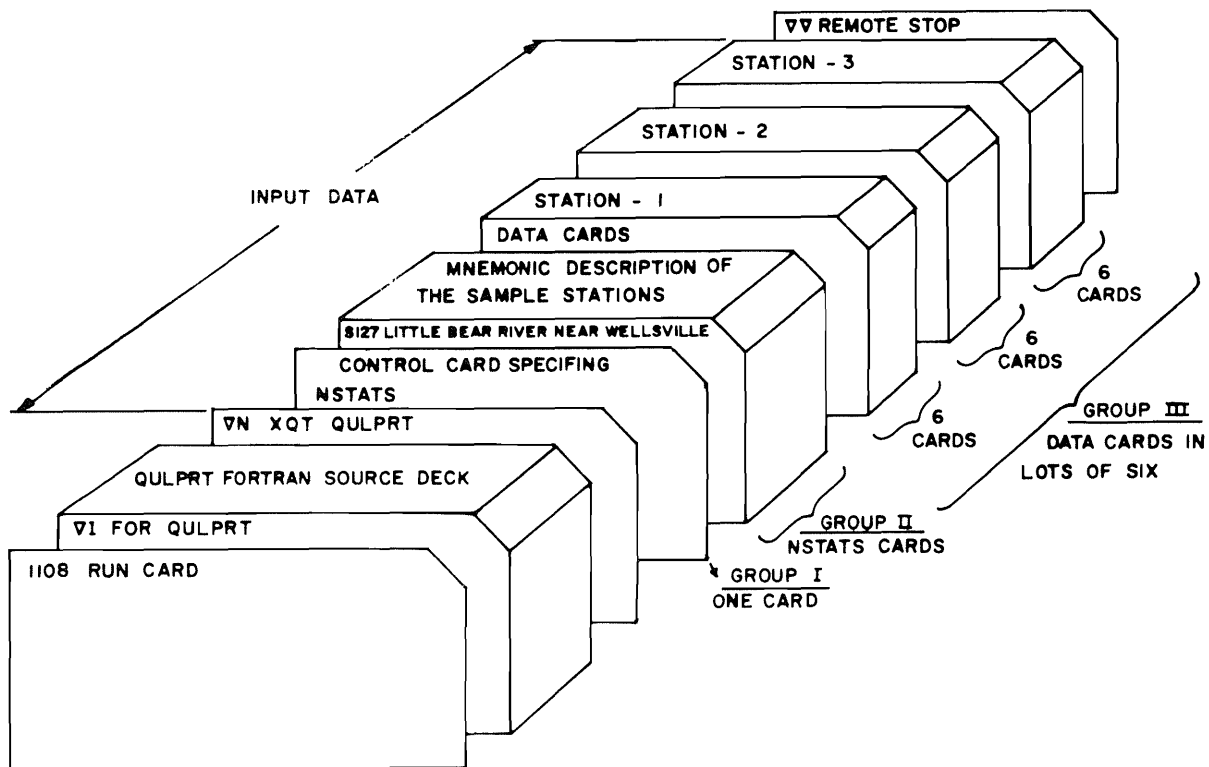 ∇∇ REMOTE STOP
STATION - 3
STATION - 2
STATION - 1
INPUT DATA
DATA CARDS
MNEMONIC DESCRIPTION OF
THE SAMPLE STATIONS
S127 LITTLE BEAR RIVER NEAR WELLSVILLE
CONTROL CARD SPECIFING
NSTATS
∇N XQT QULPRT
QULPRT FORTRAN SOURCE DECK
∇I FOR QULPRT
1108 RUN CARD
6
CARDS
6
CARDS
6
CARDS
GROUP III
DATA CARDS IN
LOTS OF SIX
GROUP II
NSTATS CARDS
GROUP I
ONE CARD